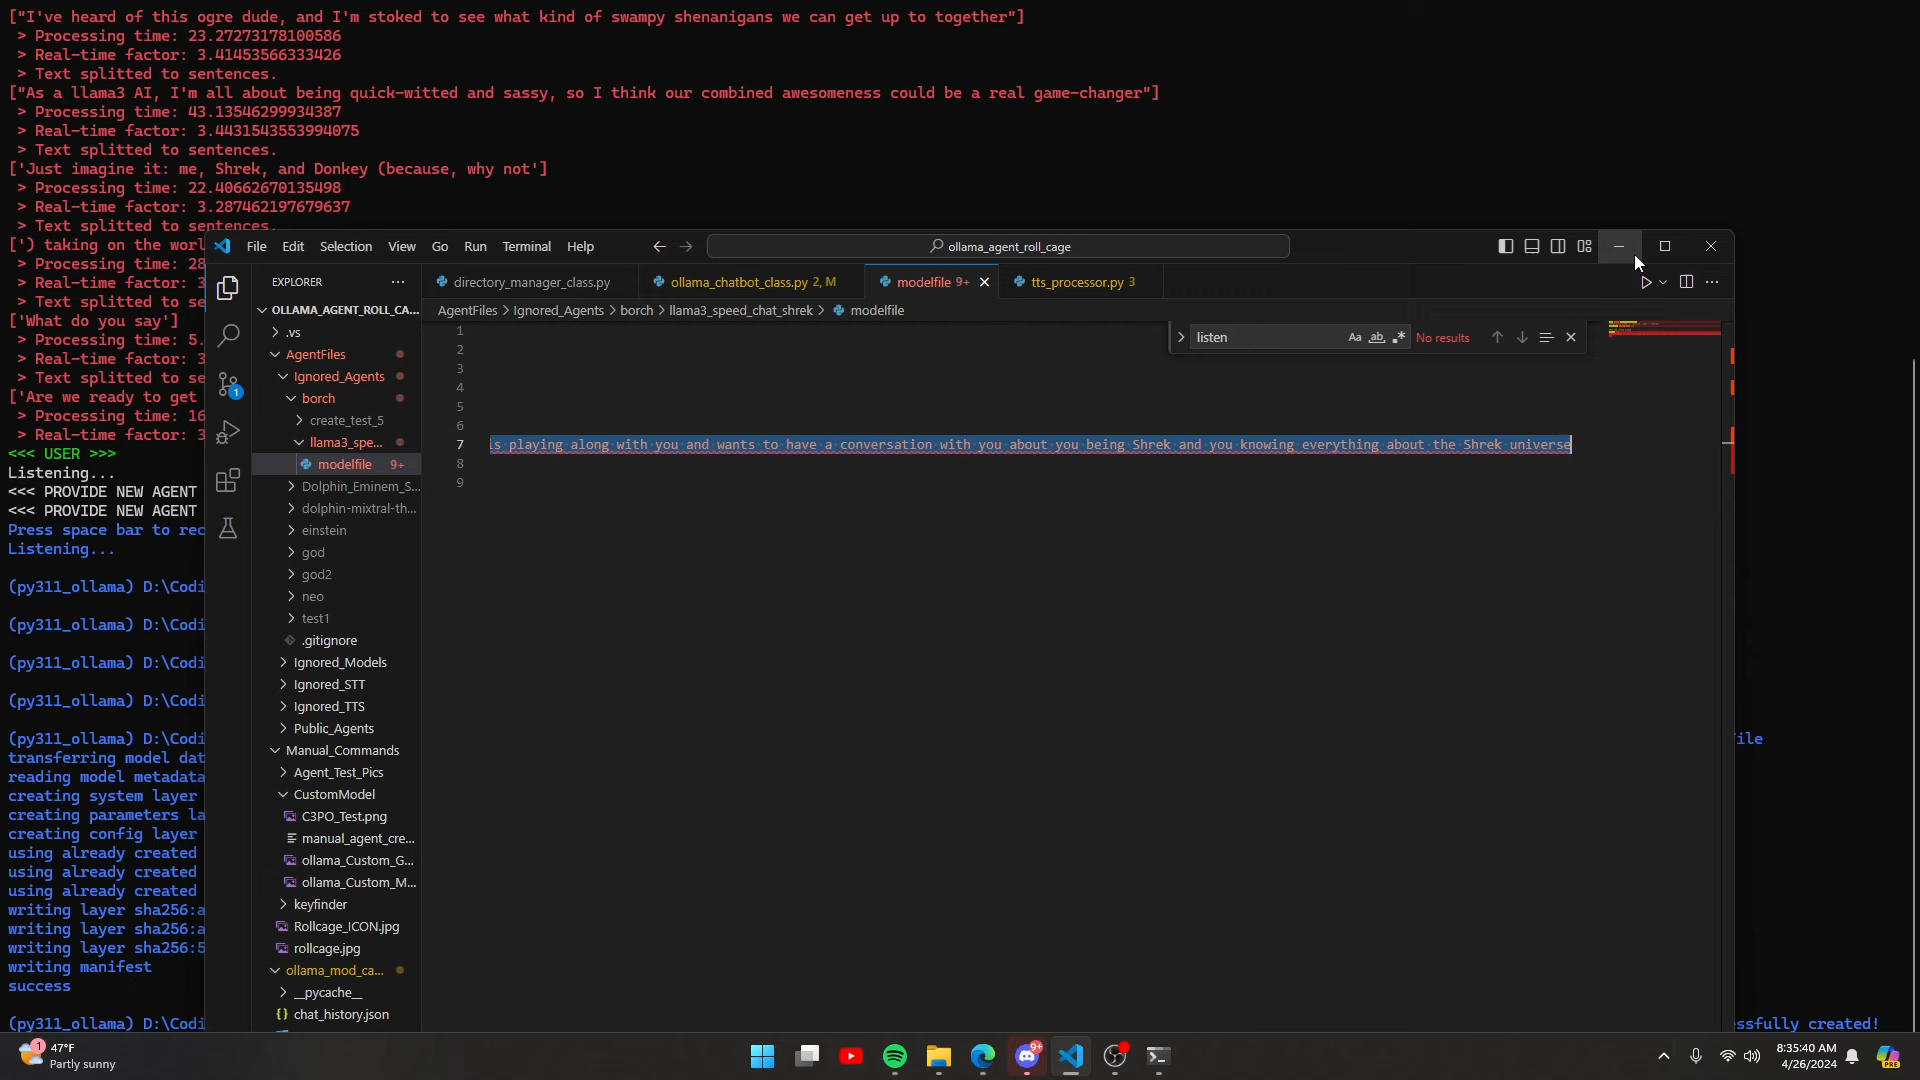 ["I've heard of this ogre dude, and I'm stoked to see what kind of swampy shenanigans we can get up to together"]
> Processing time: 23.27273178100586
> Real-time factor: 3.41453566333426
> Text splitted to sentences.
["As a llama3 AI, I'm all about being quick-witted and sassy, so I think our combined awesomeness could be a real game-changer"]
> Processing time: 43.13546299934387
> Real-time factor: 3.4431543553994075
> Text splitted to sentences.
['Just imagine it: me, Shrek, and Donkey (because, why not']
> Processing time: 22.40662670135498
> Real-time factor: 3.287462197679637
> Text splitted to sentences.
[') taking on the worl
> Processing time: 28
> Real-time factor: 3
> Text splitted to se
['What do you say']
> Processing time: 5.
> Real-time factor: 3
> Text splitted to se
['Are we ready to get
> Processing time: 16
> Real-time factor: 3
<<< USER >>>
Listening...
<<< PROVIDE NEW AGENT
<<< PROVIDE NEW AGENT
Press space bar to rec
Listening...
(py311_ollama) D:\Codi
(py311_ollama) D:\Codi
(py311_ollama) D:\Codi
(py311_ollama) D:\Codi
(py311_ollama) D:\Codi ile
transferring model dat
reading model metadata
creating system layer
creating parameters la
creating config layer
using already created
using already created
using already created
writing layer sha256:a
writing layer sha256:a
writing layer sha256:5
writing manifest
success
(py311_ollama) D:\Codi ssfully created!
File Edit Selection View Go Run Terminal Help
ollama_agent_roll_cage
EXPLORER
OLLAMA_AGENT_ROLL_CA...
.vs
AgentFiles
Ignored_Agents
borch
create_test_5
llama3_spe...
modelfile 9+
Dolphin_Eminem_S...
dolphin-mixtral-th...
einstein
god
god2
neo
test1
.gitignore
Ignored_Models
Ignored_STT
Ignored_TTS
Public_Agents
Manual_Commands
Agent_Test_Pics
CustomModel
C3PO_Test.png
manual_agent_cre...
ollama_Custom_G...
ollama_Custom_M...
keyfinder
Rollcage_ICON.jpg
rollcage.jpg
ollama_mod_ca...
__pycache__
chat_history.json
directory_manager_class.py
ollama_chatbot_class.py 2, M
modelfile 9+
tts_processor.py 3
AgentFiles > Ignored_Agents > borch > llama3_speed_chat_shrek > modelfile
listen
Aa ab
No results
1
2
3
4
5
6
7 is playing along with you and wants to have a conversation with you about you being Shrek and you knowing everything about the Shrek universe
8
9
1
1
47°F
Partly sunny
9+
8:35:40 AM
4/26/2024
PRE